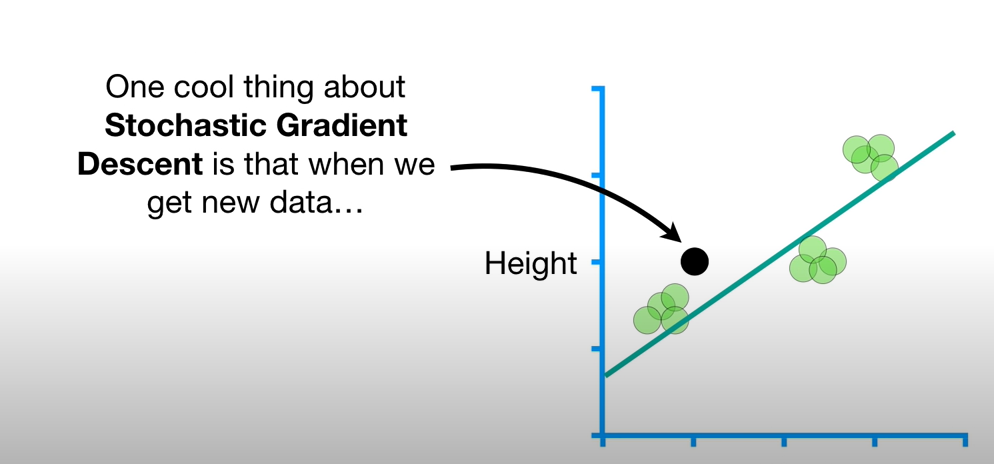 One cool thing about
Stochastic Gradient
Descent is that when we
get new data…
Height